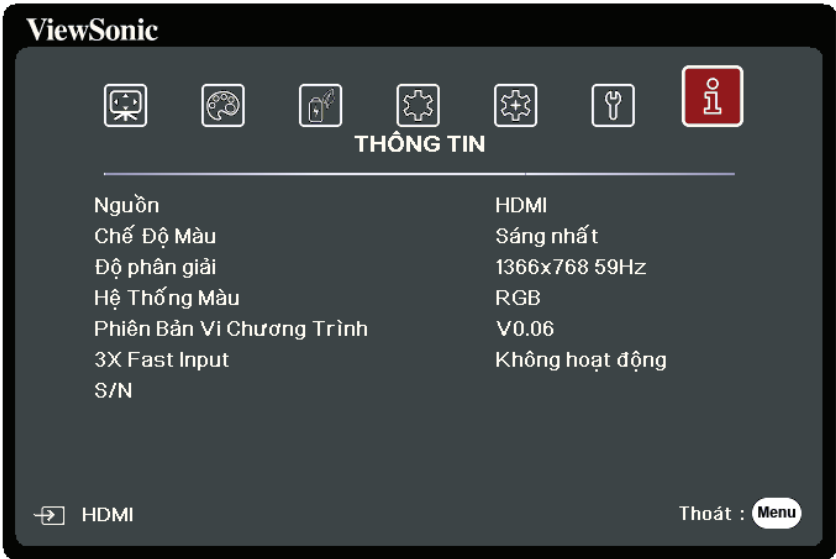 ViewSonic
THÔNG TIN
Nguồn HDMI
Chế Độ Màu Sáng nhất
Độ phân giải 1366x768 59Hz
Hệ Thống Màu RGB
Phiên Bản Vi Chương Trình V0.06
3X Fast Input Không hoạt động
S/N
HDMI Thoát : Menu